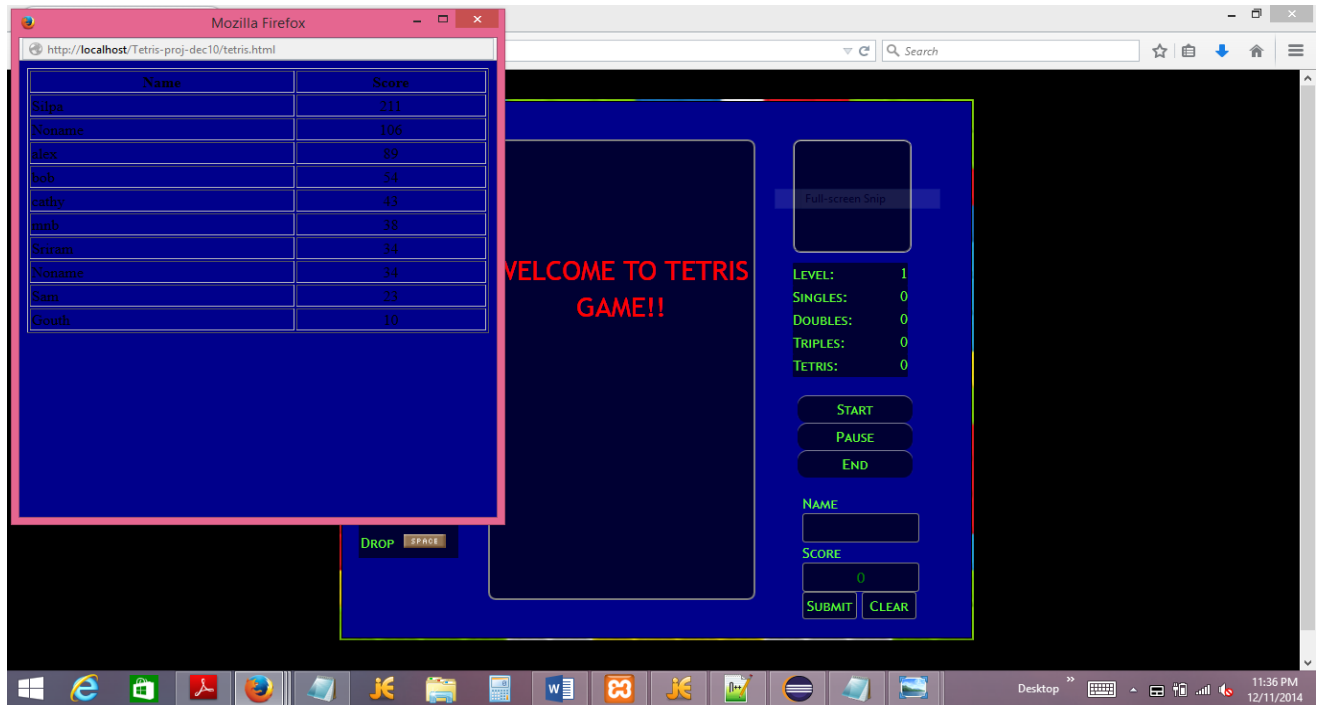 Mozilla Firefox
http://localhost/Tetris-proj-dec10/tetris.html
Search
Name Score
Silpa 211
Noname 106
alex 89
bob 54
cathy 43
38
Sriram 34
Noname 34
Sam 23
10
Full-screen Snip
WELCOME TO TETRIS
GAME!!
LEVEL: 1
SINGLES: 0
DOUBLES: 0
TRIPLES: 0
TETRIS: 0
START
PAUSE
END
NAME
DROP SPACE
SCORE
0
SUBMIT CLEAR
Desktop
11:36 PM
12/11/2014